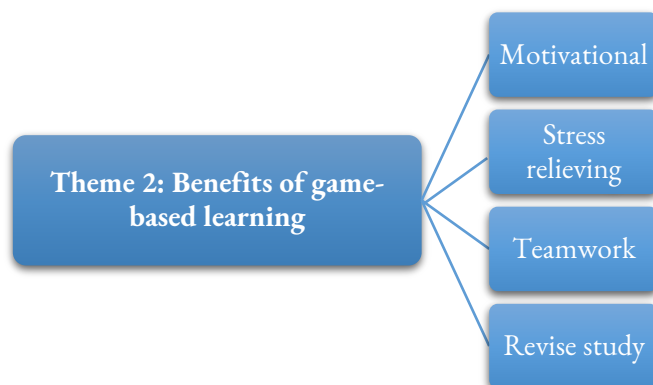 Theme 2: Benefits of game-
based learning
Motivational
Stress
relieving
Teamwork
Revise study